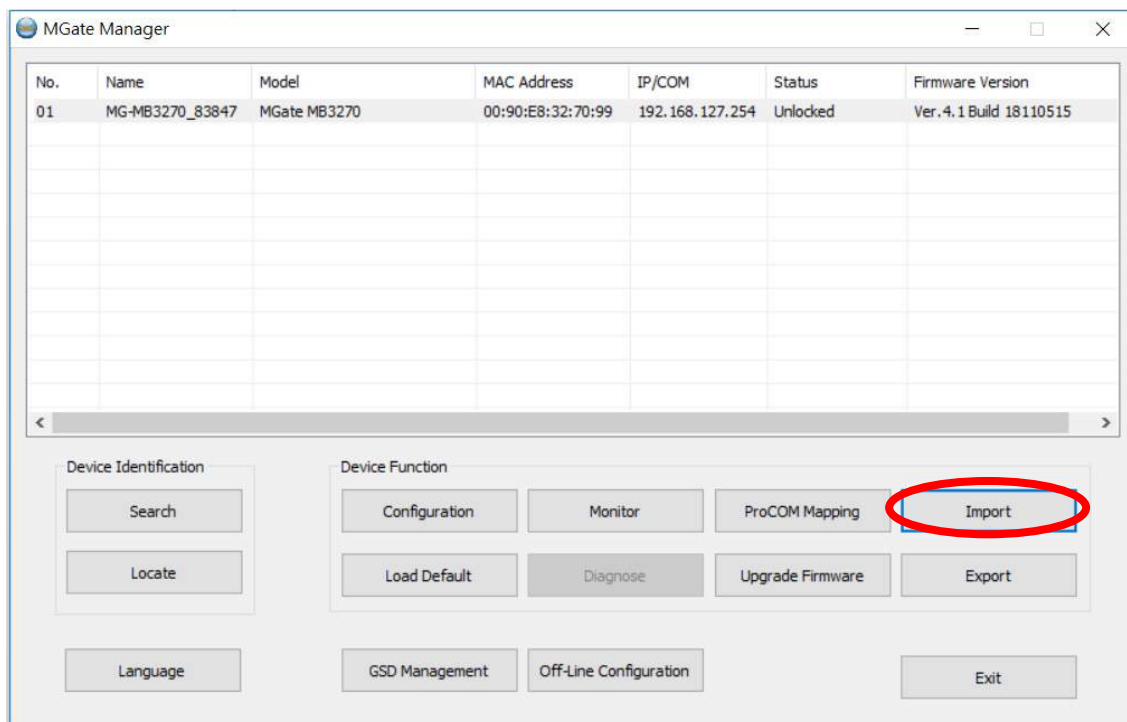 MGate Manager
No. Name Model MAC Address IP/COM Status Firmware Version
01 MG-MB3270_83847 MGate MB3270 00:90:E8:32:70:99 192.168.127.254 Unlocked Ver.4.1 Build 18110515
Device Identification Device Function
Search Configuration Monitor ProCOM Mapping Import
Locate Load Default Diagnose Upgrade Firmware Export
Language GSD Management Off-Line Configuration Exit